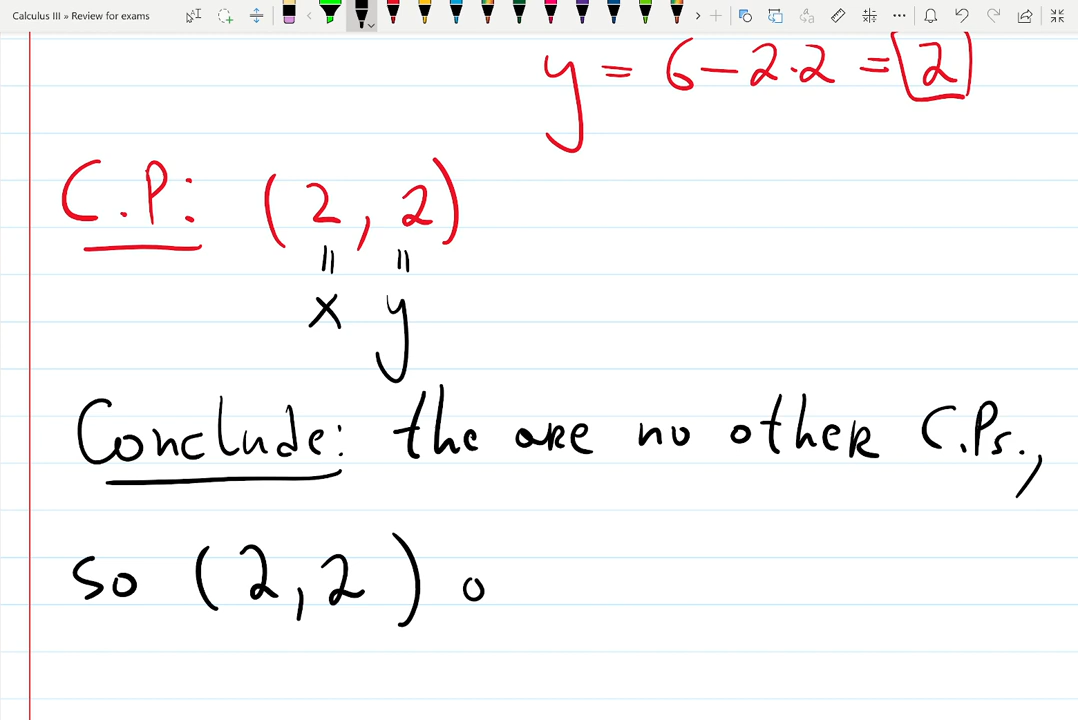 Calculus III » Review for exams
y = 6 - 2·2 = 2
C.P.: (2, 2)
= =
x y
Conclude: the are no other C.Ps.,
so (2, 2) o